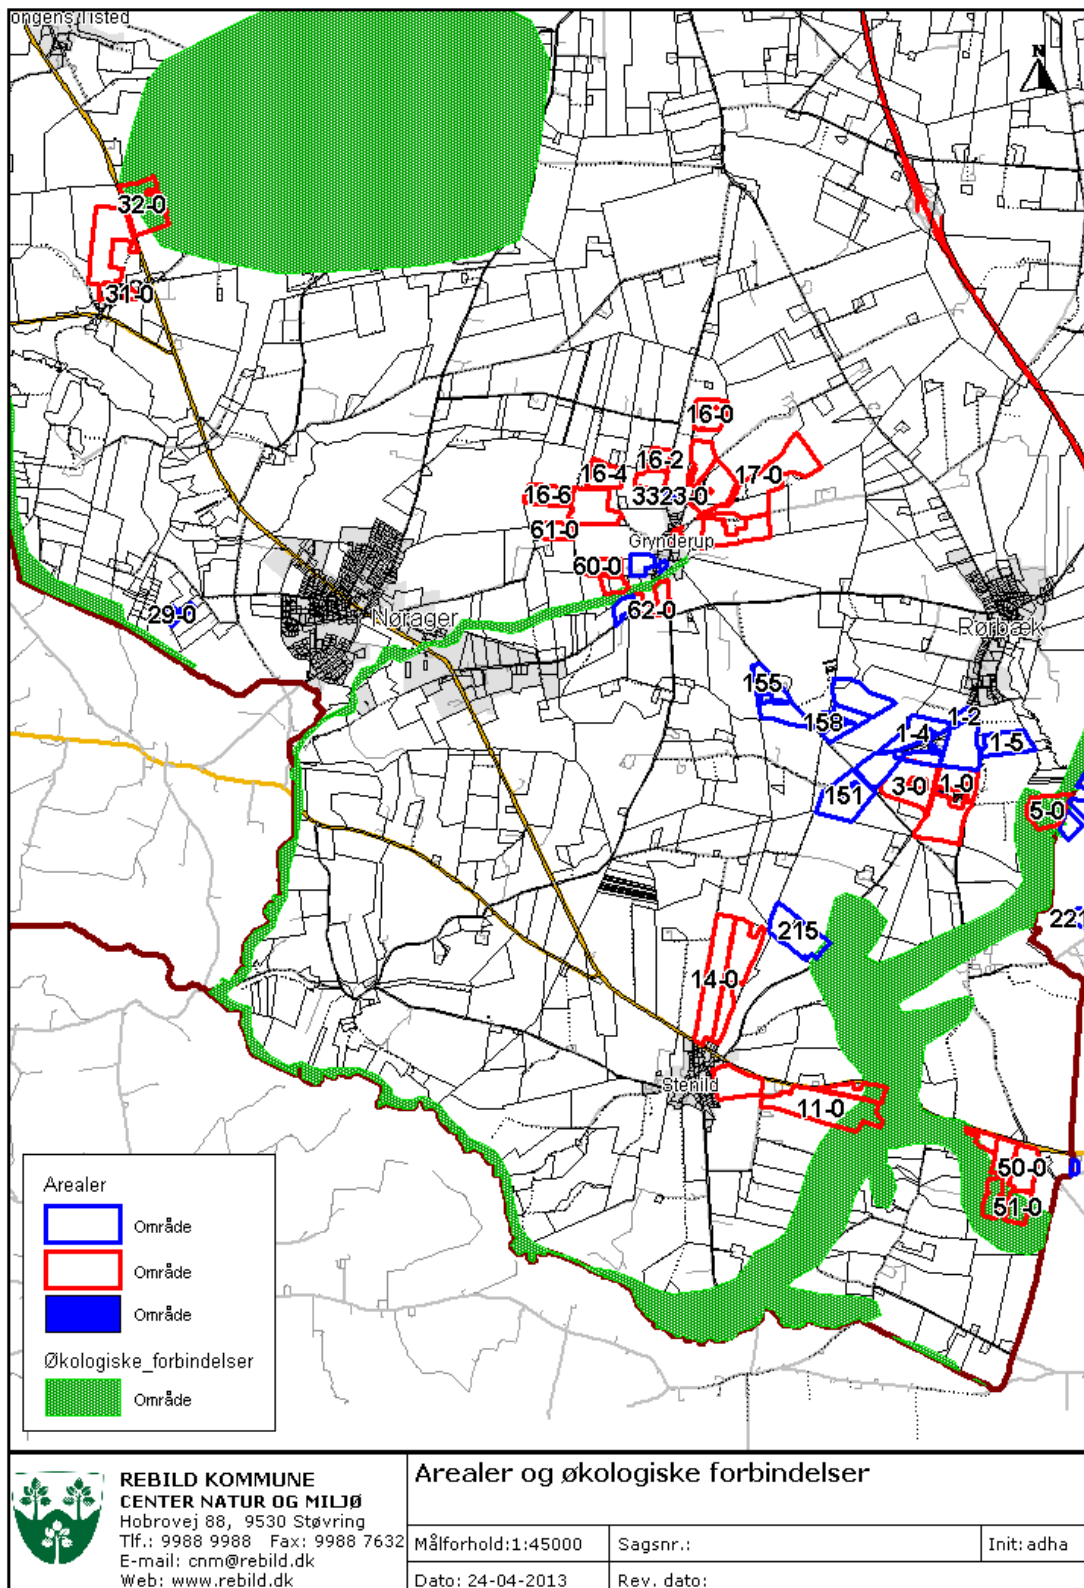 ongens Tisted
N
32-0
31-0
16-0
16-2
16-4
17-0
16-6
3323-0
61-0
Grynderup
60-0
29-0
62-0
Nørager
Rørbæk
155
158
1-2
1-4
1-5
151
3-0
1-0
5-0
215
221
14-0
Stenild
11-0
50-0
51-0
Arealer
Område
Område
Område
Økologiske_forbindelser
Område
REBILD KOMMUNE
CENTER NATUR OG MILJØ
Hobrovej 88, 9530 Støvring
Tlf.: 9988 9988 Fax: 9988 7632
E-mail: cnm@rebild.dk
Web: www.rebild.dk
Arealer og økologiske forbindelser
Målforhold:1:45000
Sagsnr.:
Init: adha
Dato: 24-04-2013
Rev. dato: